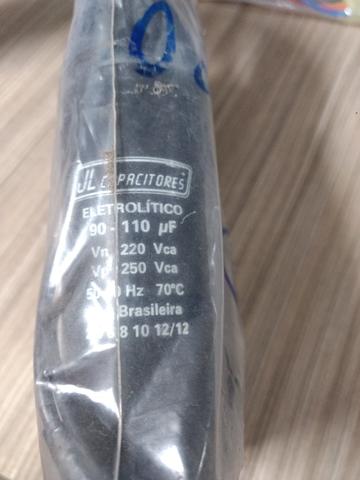 JL CAPACITORES
ELETROLÍTICO
90 - 110 µF
Vn 220 Vca
Vp 250 Vca
Hz 70°C
Brasileira
8 10 12/12